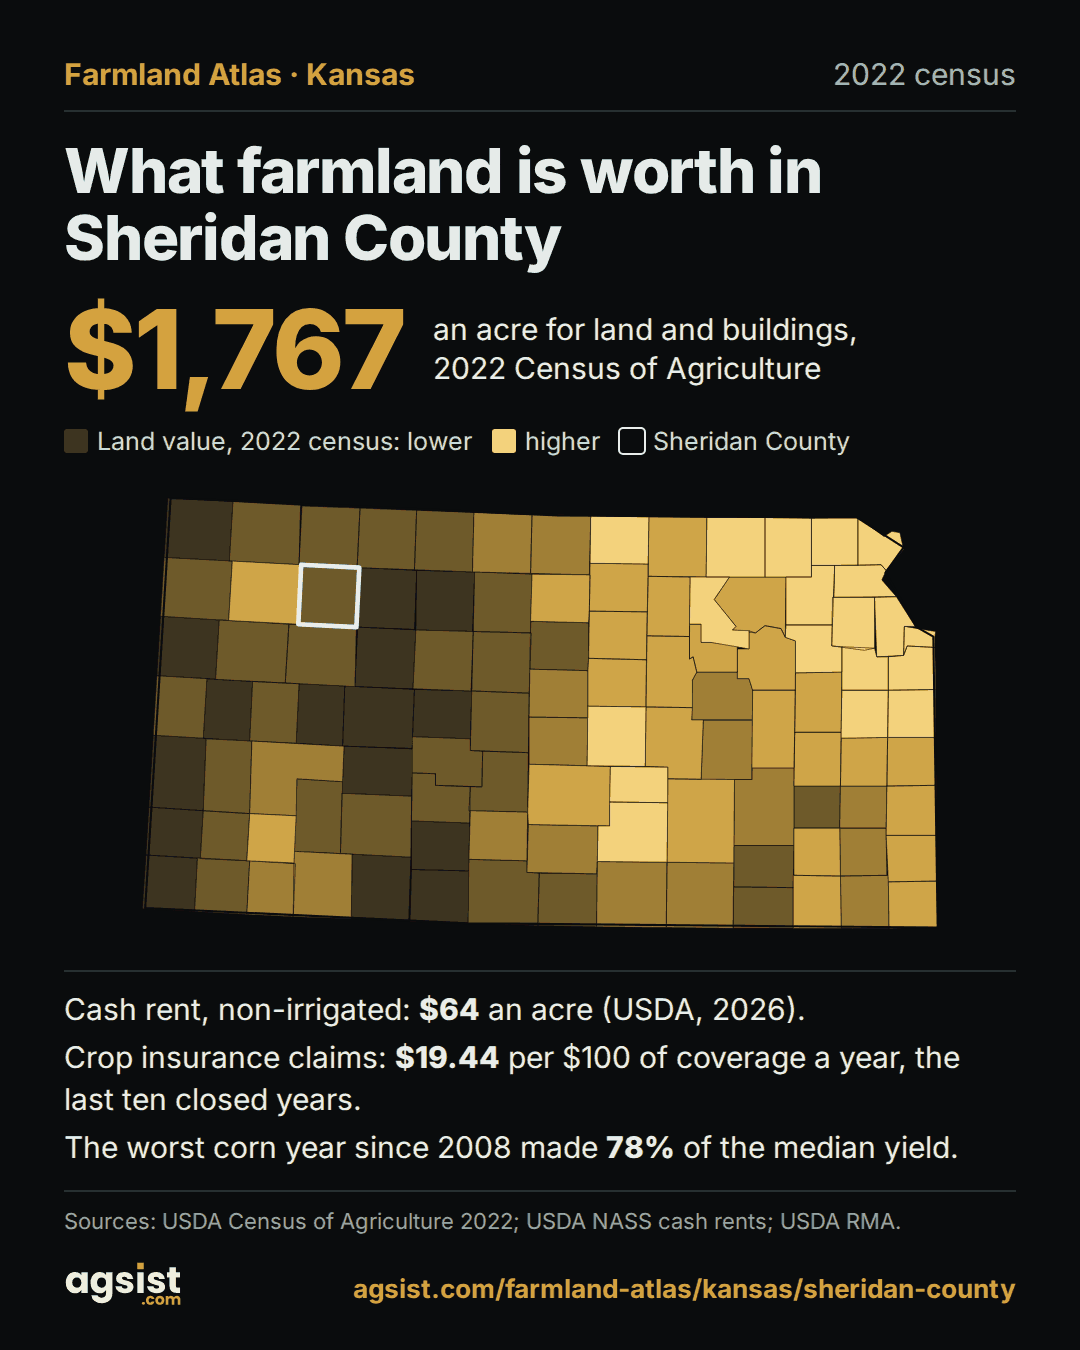 Farmland Atlas · Kansas
2022 census
What farmland is worth in
Sheridan County
$1,767
an acre for land and buildings,
2022 Census of Agriculture
Land value, 2022 census: lower
higher
Sheridan County
Cash rent, non-irrigated: $64 an acre (USDA, 2026).
Crop insurance claims: $19.44 per $100 of coverage a year, the
last ten closed years.
The worst corn year since 2008 made 78% of the median yield.
Sources: USDA Census of Agriculture 2022; USDA NASS cash rents; USDA RMA.
agsist
.com
agsist.com/farmland-atlas/kansas/sheridan-county